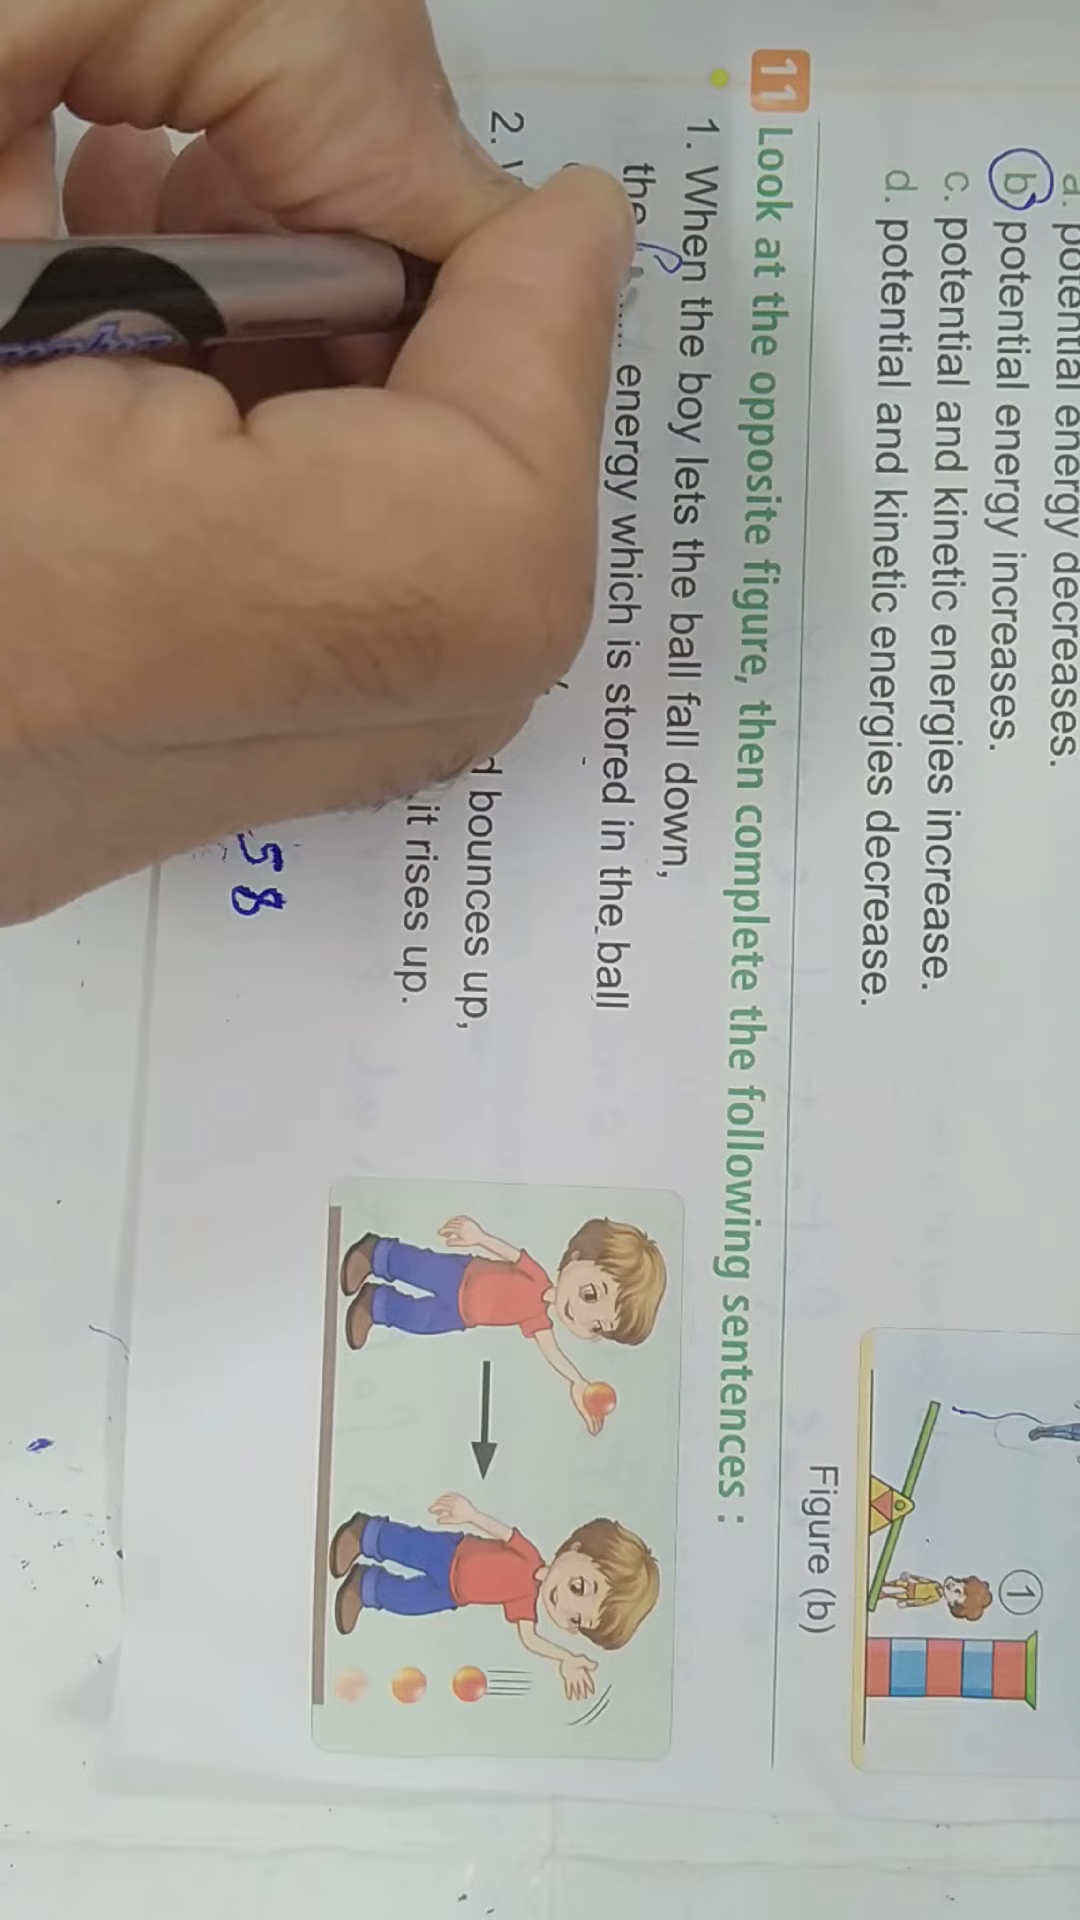 a. potential energy decreases.
b potential energy increases.
c. potential and kinetic energies increase.
d. potential and kinetic energies decrease.
Figure (b)
1
11 Look at the opposite figure, then complete the following sentences :
1. When the boy lets the ball fall down,
the P ...... energy which is stored in the ball
2.
bounces up,
it rises up.
58